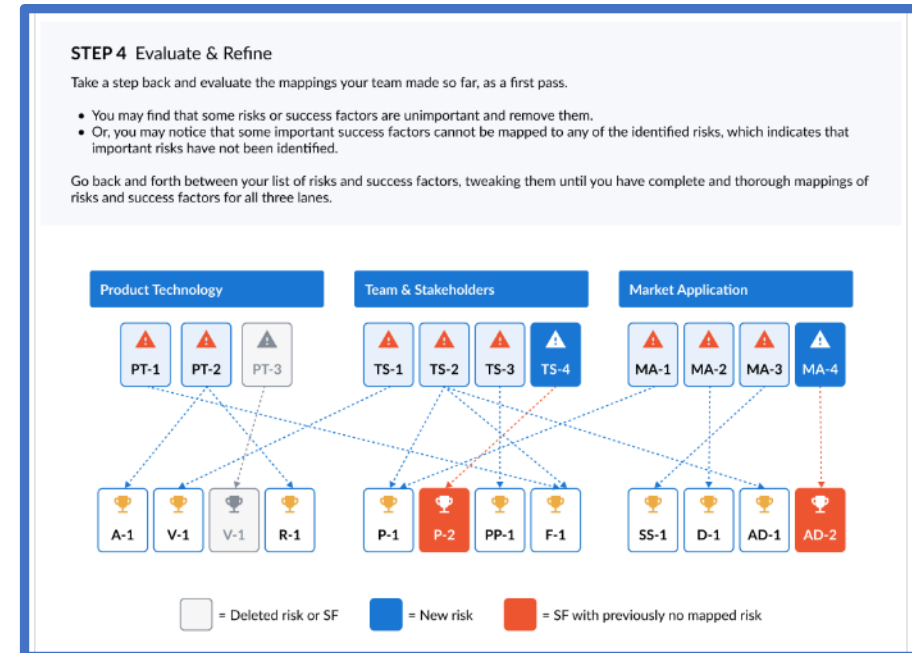 STEP 4 Evaluate & Refine
Take a step back and evaluate the mappings your team made so far, as a first pass.
• You may find that some risks or success factors are unimportant and remove them.
• Or, you may notice that some important success factors cannot be mapped to any of the identified risks, which indicates that
important risks have not been identified.
Go back and forth between your list of risks and success factors, tweaking them until you have complete and thorough mappings of
risks and success factors for all three lanes.
Product Technology Team & Stakeholders Market Application
PT-1 PT-2 PT-3 TS-1 TS-2 TS-3 TS-4 MA-1 MA-2 MA-3 MA-4
A-1 V-1 V-1 R-1 P-1 P-2 PP-1 F-1 SS-1 D-1 AD-1 AD-2
= Deleted risk or SF = New risk = SF with previously no mapped risk